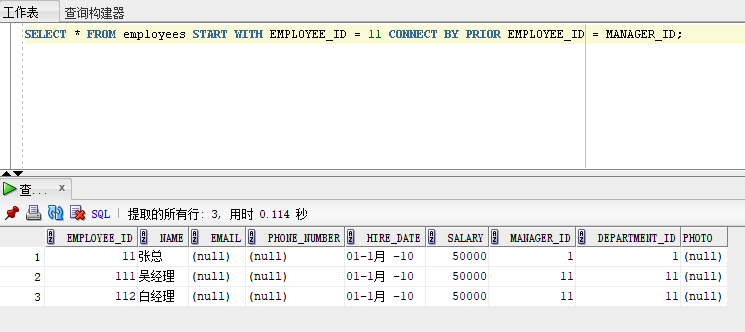 工作表 查询构建器
SELECT * FROM employees START WITH EMPLOYEE_ID = 11 CONNECT BY PRIOR EMPLOYEE_ID = MANAGER_ID;
查... x
SQL | 提取的所有行: 3, 用时 0.114 秒
EMPLOYEE_ID NAME EMAIL PHONE_NUMBER HIRE_DATE SALARY MANAGER_ID DEPARTMENT_ID PHOTO
1 11 张总 (null) (null) 01-1月 -10 50000 1 1 (null)
2 111 吴经理 (null) (null) 01-1月 -10 50000 11 11 (null)
3 112 白经理 (null) (null) 01-1月 -10 50000 11 11 (null)